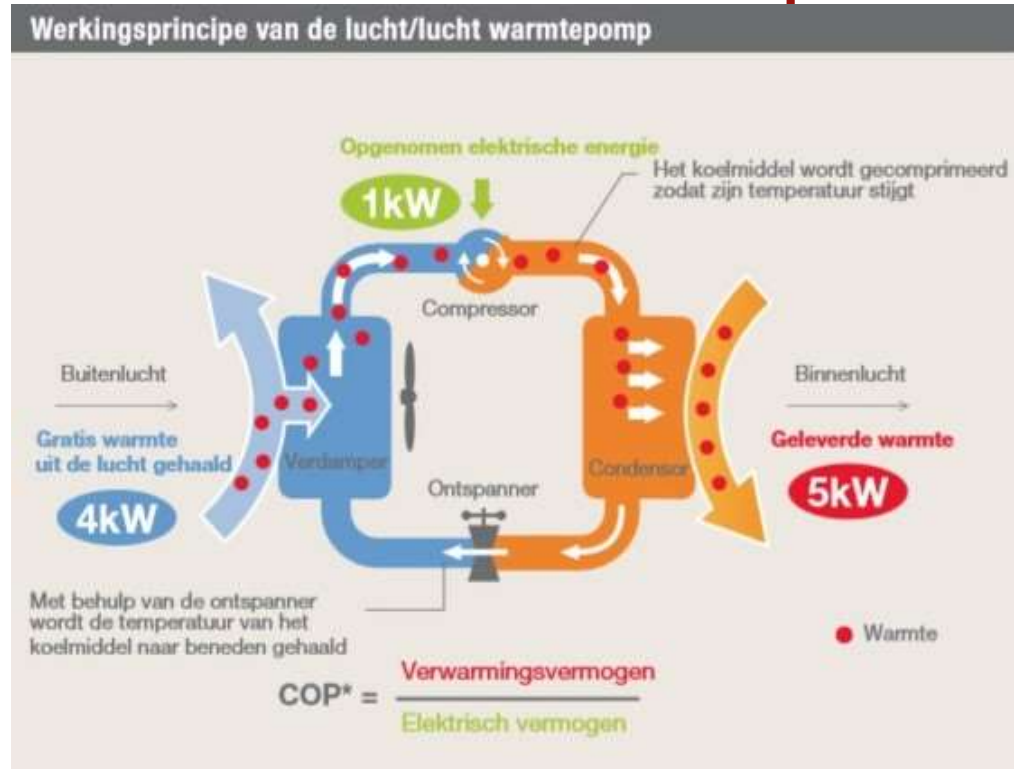 Werkingsprincipe van de lucht/lucht warmtepomp
Opgenomen elektrische energie
1kW
Het koelmiddel wordt gecomprimeerd
zodat zijn temperatuur stijgt
Compressor
Buitenlucht
Gratis warmte
uit de lucht gehaald
4kW
Verdamper
Ontspanner
Condensor
Binnenlucht
Geleverde warmte
5kW
Met behulp van de ontspanner
wordt de temperatuur van het
koelmiddel naar beneden gehaald
Warmte
COP* =
Verwarmingsvermogen
Elektrisch vermogen